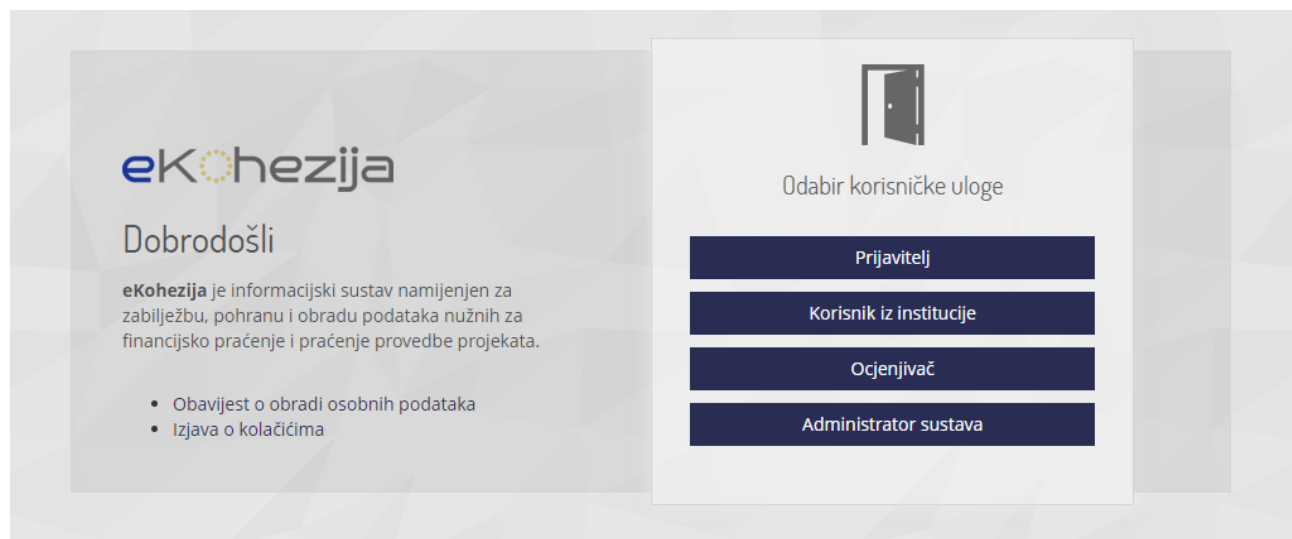 eKohezija
Dobrodošli
eKohezija je informacijski sustav namijenjen za
zabilježbu, pohranu i obradu podataka nužnih za
financijsko praćenje i praćenje provedbe projekata.
• Obavijest o obradi osobnih podataka
• Izjava o kolačićima
Odabir korisničke uloge
Prijavitelj
Korisnik iz institucije
Ocjenjivač
Administrator sustava